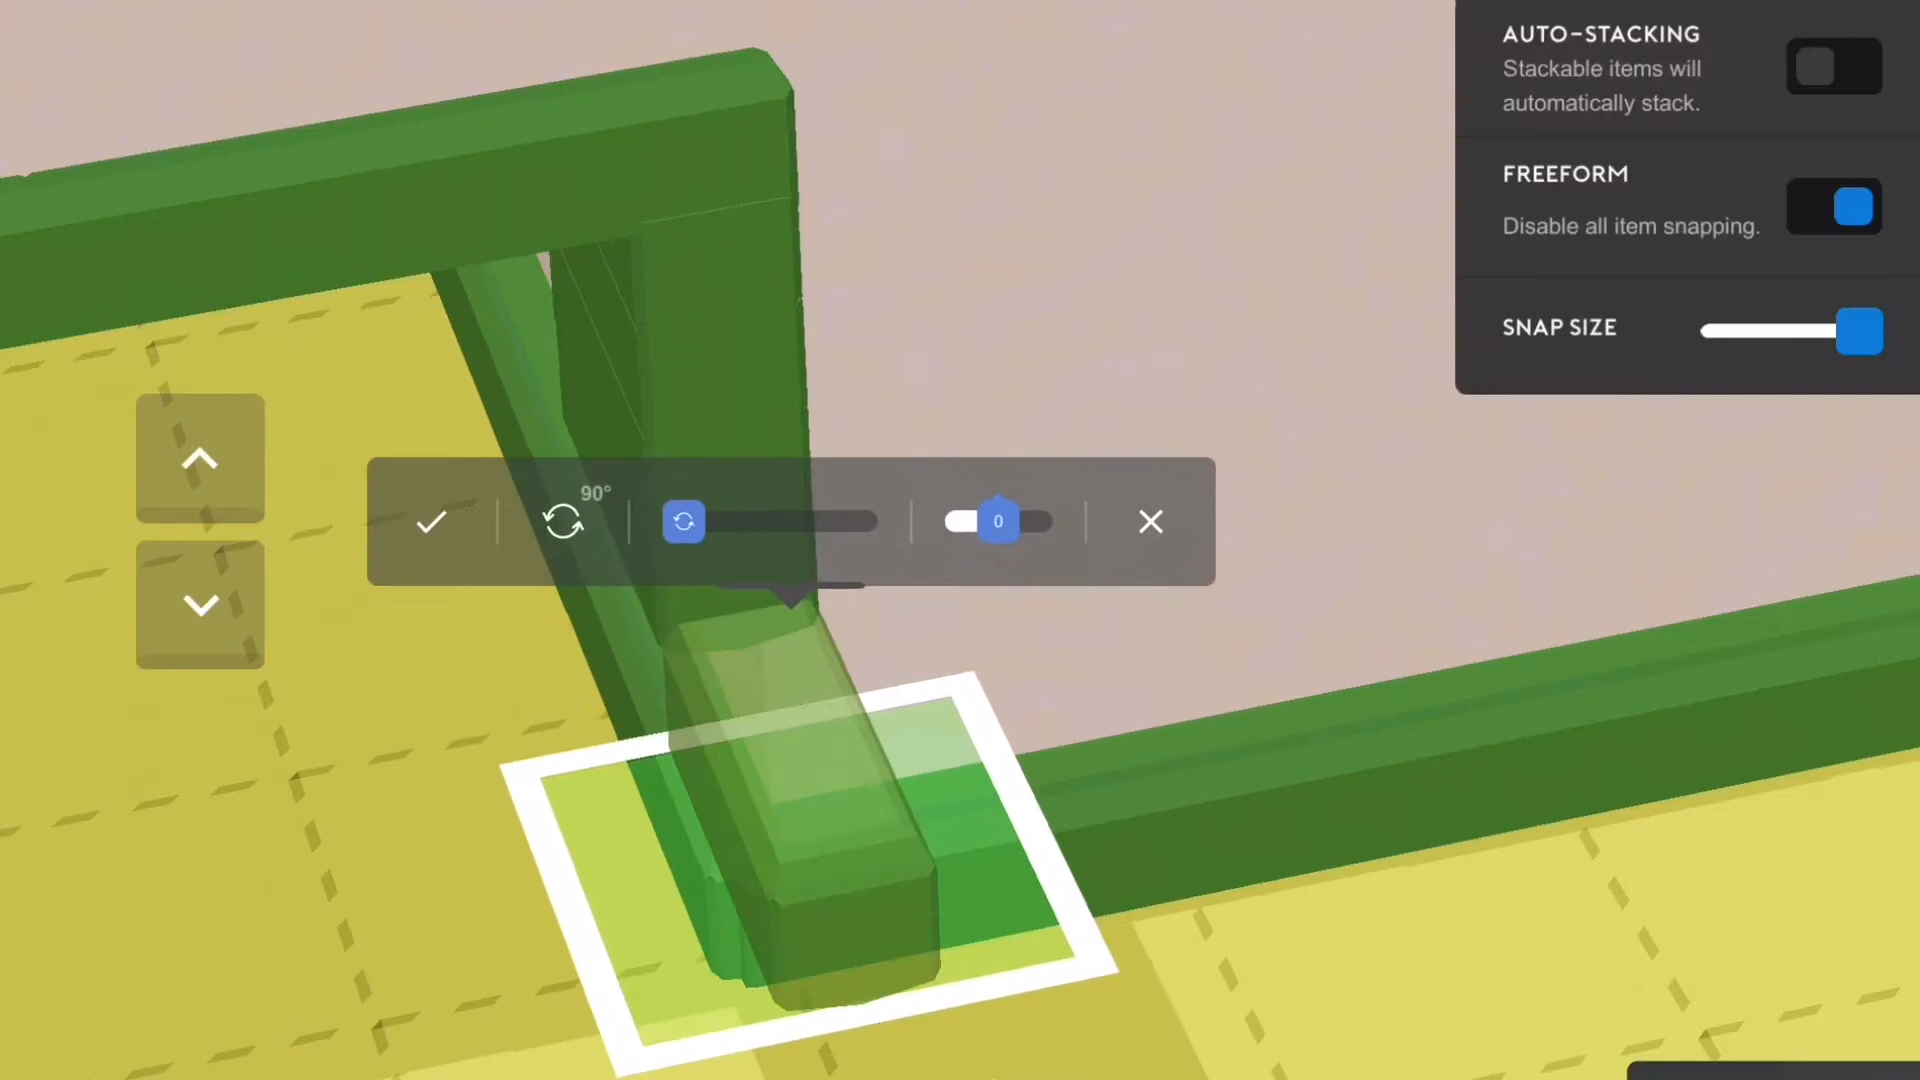 AUTO-STACKING
Stackable items will
automatically stack.
FREEFORM
Disable all item snapping.
SNAP SIZE
90°
0